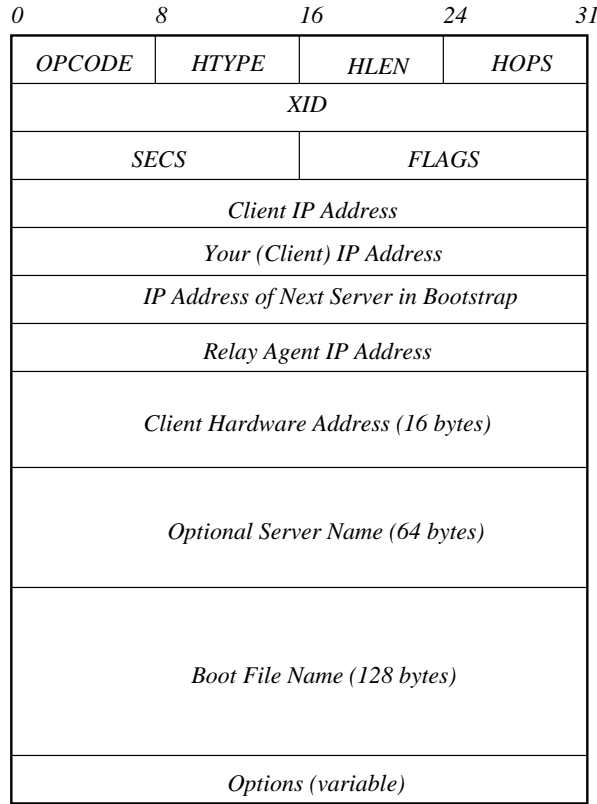 0 8 16 24 31
OPCODE HTYPE HLEN HOPS
XID
SECS FLAGS
Client IP Address
Your (Client) IP Address
IP Address of Next Server in Bootstrap
Relay Agent IP Address
Client Hardware Address (16 bytes)
Optional Server Name (64 bytes)
Boot File Name (128 bytes)
Options (variable)